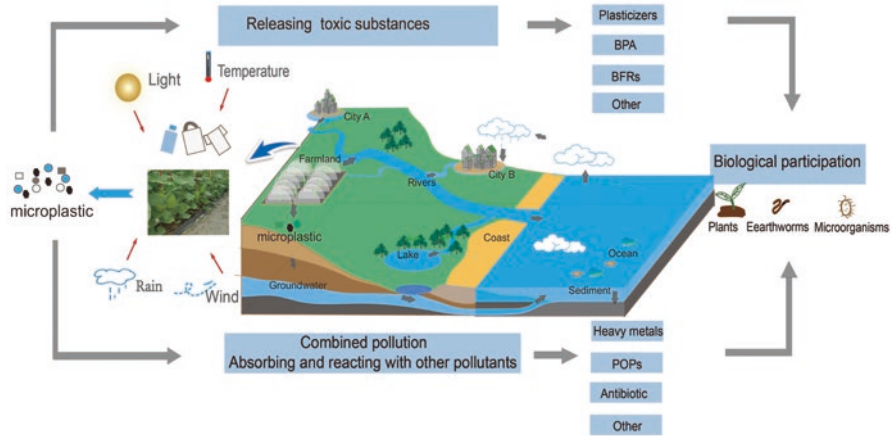 Releasing toxic substances
Plasticizers
BPA
BFRs
Other
Light
Temperature
City A
Farmland
Rivers
City B
Biological participation
microplastic
Plants
Eearthworms
Microorganisms
microplastic
Lake
Coast
Ocean
Sediment
Groundwater
Rain
Wind
Combined pollution
Absorbing and reacting with other pollutants
Heavy metals
POPs
Antibiotic
Other